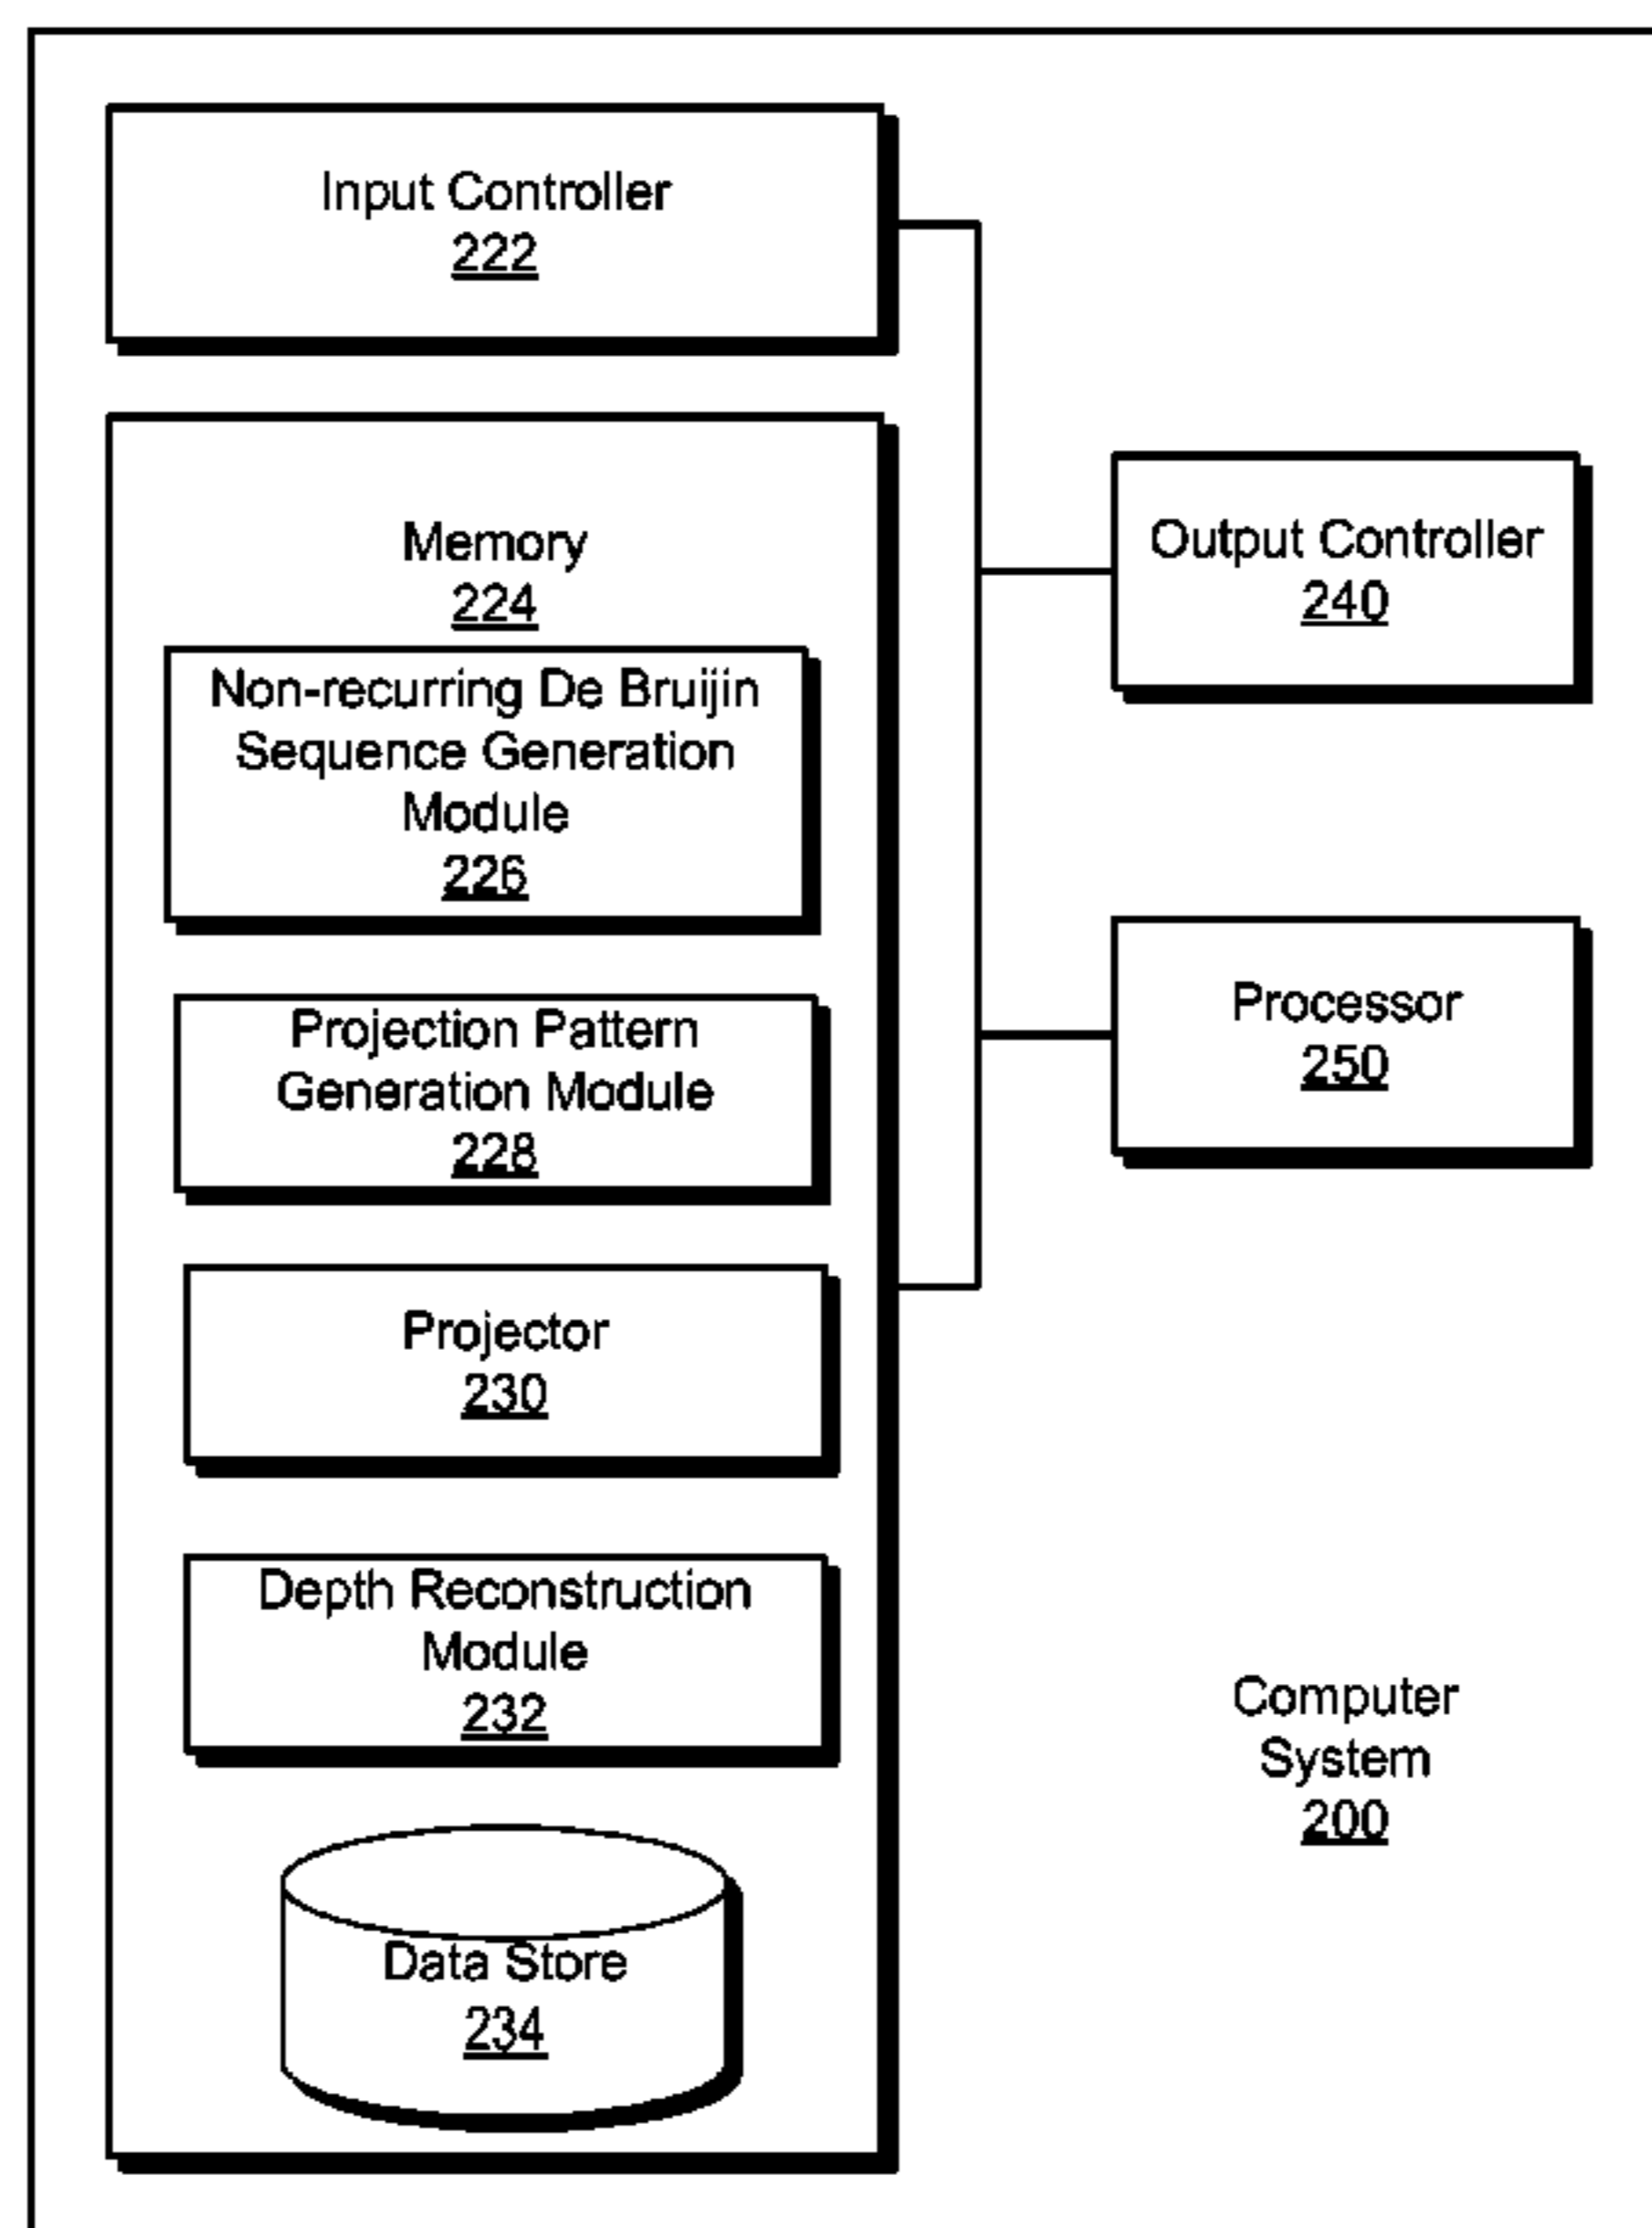 Input Controller
222
Memory
224
Non-recurring De Bruijin
Sequence Generation
Module
226
Projection Pattern
Generation Module
228
Projector
230
Depth Reconstruction
Module
232
Data Store
234
Output Controller
240
Processor
250
Computer
System
200